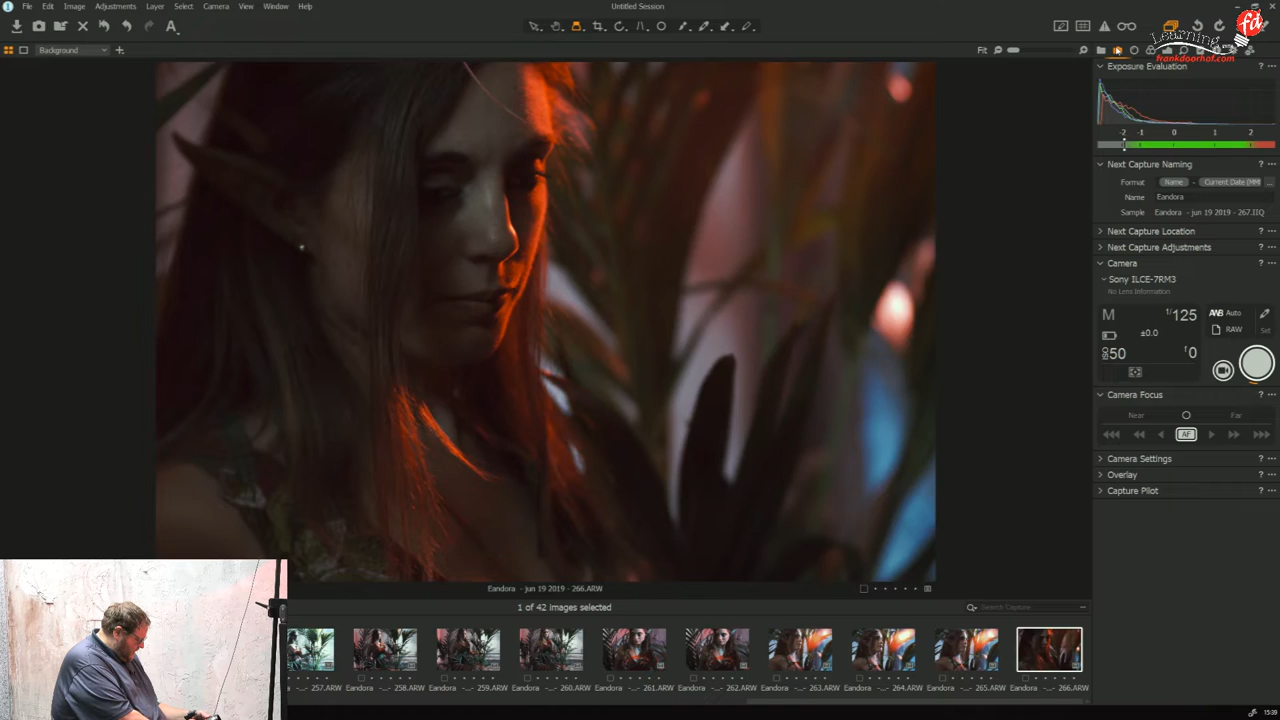 File Edit Image Adjustments Layer Select Camera View Window Help
Untitled Session
fd
Learning
frankdoorhof.com
Background
Fit
Exposure Evaluation
-2 -1 0 1 2
Next Capture Naming
Format Name - Current Date (MM
Name Eandora
Sample Eandora - jun 19 2019 - 267.IIQ
Next Capture Location
Next Capture Adjustments
Camera
Sony ILCE-7RM3
No Lens Information
M 1/125
AWB Auto
±0.0
RAW
Set
ISO 50 f 0
Camera Focus
Near Far
AF
Camera Settings
Overlay
Capture Pilot
Eandora - jun 19 2019 - 266.ARW
1 of 42 images selected
Search Capture
-...- 257.ARW
Eandora -...- 258.ARW
Eandora -...- 259.ARW
Eandora -...- 260.ARW
Eandora -...- 261.ARW
Eandora -...- 262.ARW
Eandora -...- 263.ARW
Eandora -...- 264.ARW
Eandora -...- 265.ARW
Eandora -...- 266.ARW
15:39